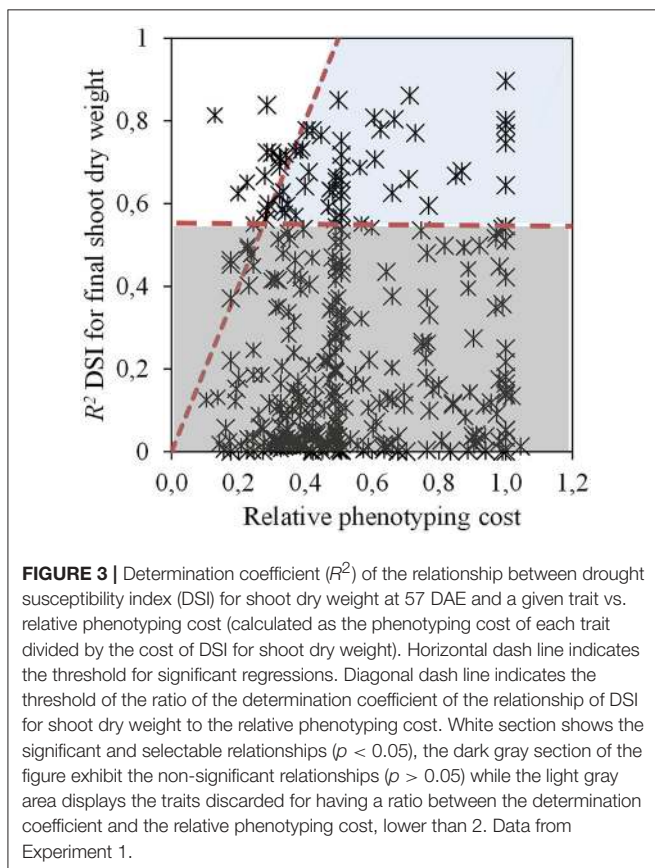 1
0,8
0,6
0,4
0,2
0
R² DSI for final shoot dry weight
0,0 0,2 0,4 0,6 0,8 1,0 1,2
Relative phenotyping cost
FIGURE 3 | Determination coefficient (R²) of the relationship between drought
susceptibility index (DSI) for shoot dry weight at 57 DAE and a given trait vs.
relative phenotyping cost (calculated as the phenotyping cost of each trait
divided by the cost of DSI for shoot dry weight). Horizontal dash line indicates
the threshold for significant regressions. Diagonal dash line indicates the
threshold of the ratio of the determination coefficient of the relationship of DSI
for shoot dry weight to the relative phenotyping cost. White section shows the
significant and selectable relationships (p < 0.05), the dark gray section of the
figure exhibit the non-significant relationships (p > 0.05) while the light gray
area displays the traits discarded for having a ratio between the determination
coefficient and the relative phenotyping cost, lower than 2. Data from
Experiment 1.